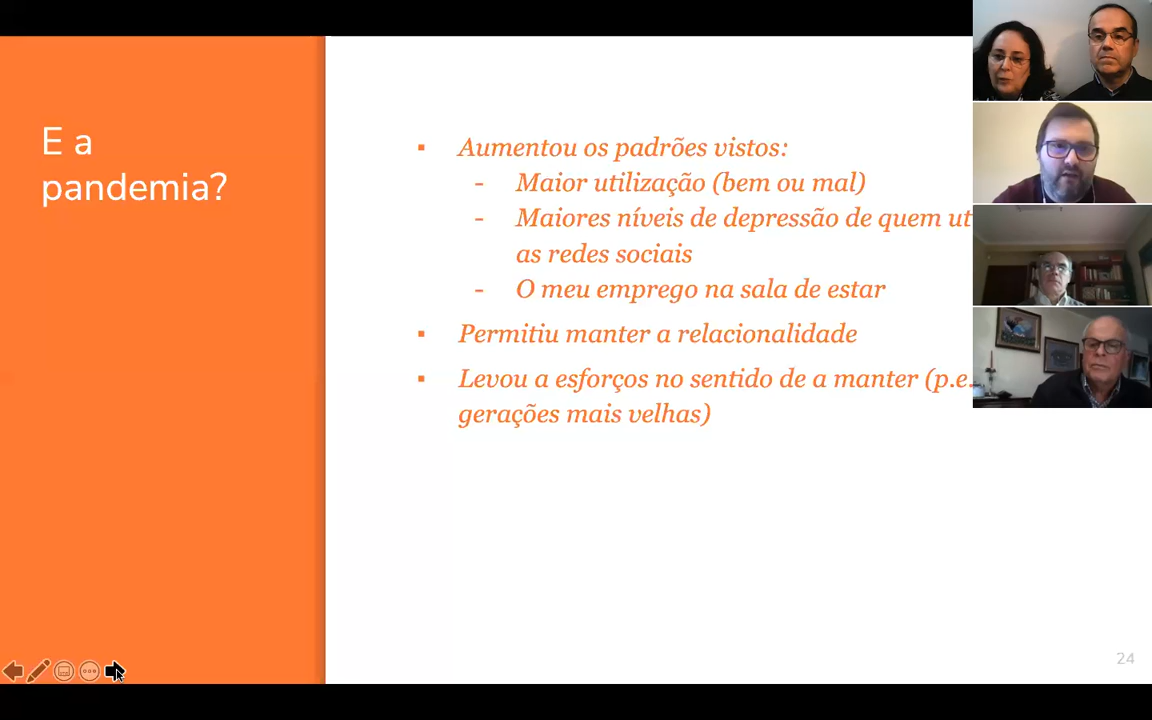 E a
pandemia?
Aumentou os padrões vistos:
- Maior utilização (bem ou mal)
- Maiores níveis de depressão de quem
as redes sociais
- O meu emprego na sala de estar
Permitiu manter a relacionalidade
Levou a esforços no sentido de a manter (p.e.
gerações mais velhas)
24